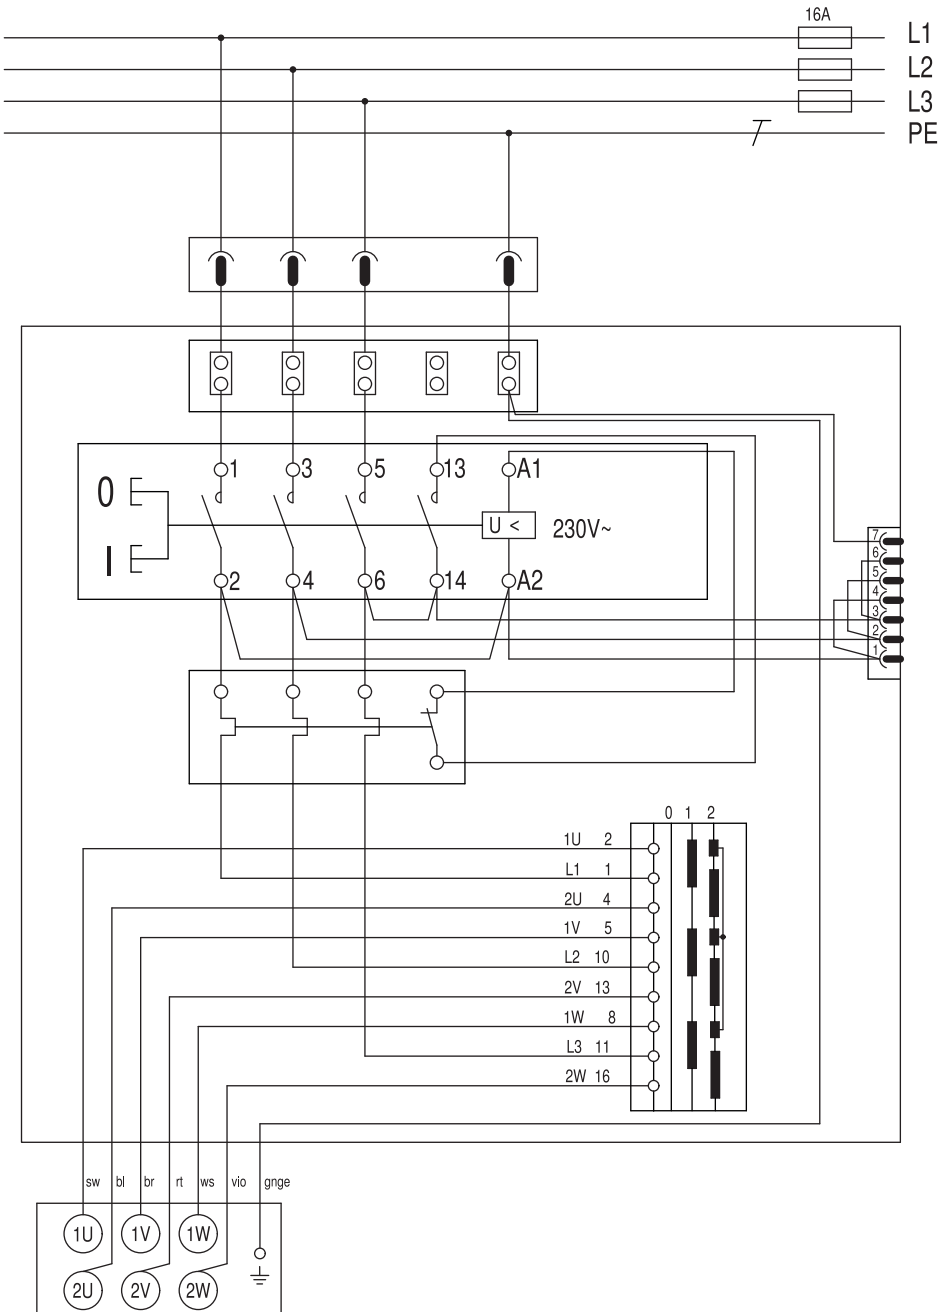 16A
L1
L2
L3
PE
1 3 5 13 A1
0
U < 230V~
I
2 4 6 14 A2
7
6
5
4
3
2
1
0 1 2
1U 2
L1 1
2U 4
1V 5
L2 10
2V 13
1W 8
L3 11
2W 16
sw bl br rt ws vio gnge
1U 1V 1W
2U 2V 2W